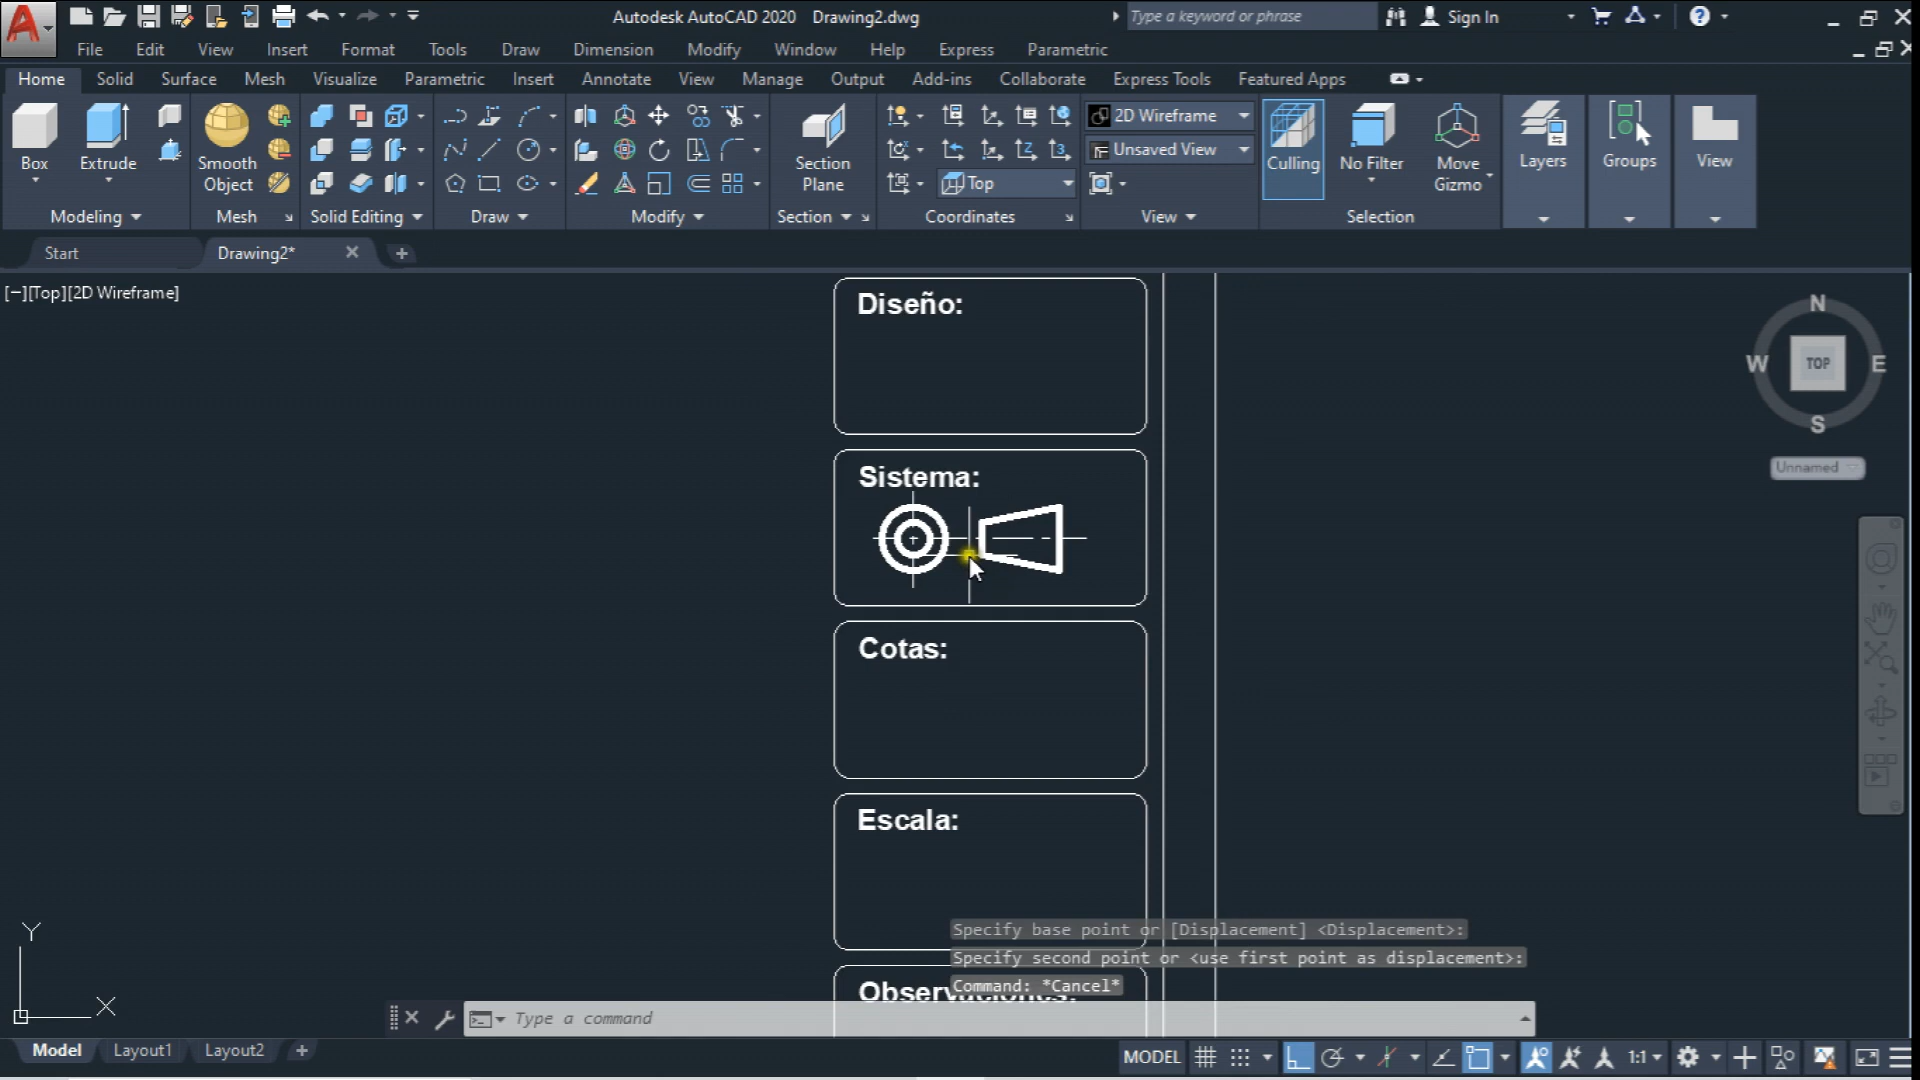 Autodesk AutoCAD 2020 Drawing2.dwg
Type a keyword or phrase
Sign In
File Edit View Insert Format Tools Draw Dimension Modify Window Help Express Parametric
Home Solid Surface Mesh Visualize Parametric Insert Annotate View Manage Output Add-ins Collaborate Express Tools Featured Apps
Box
Extrude
Smooth Object
Section Plane
2D Wireframe
Unsaved View
Top
Culling
No Filter
Move Gizmo
Layers
Groups
View
Modeling
Mesh
Solid Editing
Draw
Modify
Section
Coordinates
View
Selection
Start
Drawing2*
[−][Top][2D Wireframe]
N
W
TOP
E
S
Unnamed
Diseño:
Sistema:
Cotas:
Escala:
Observaciones:
Specify base point or [Displacement] <Displacement>:
Specify second point or <use first point as displacement>:
Command: *Cancel*
Type a command
Y
X
Model
Layout1
Layout2
MODEL
1:1